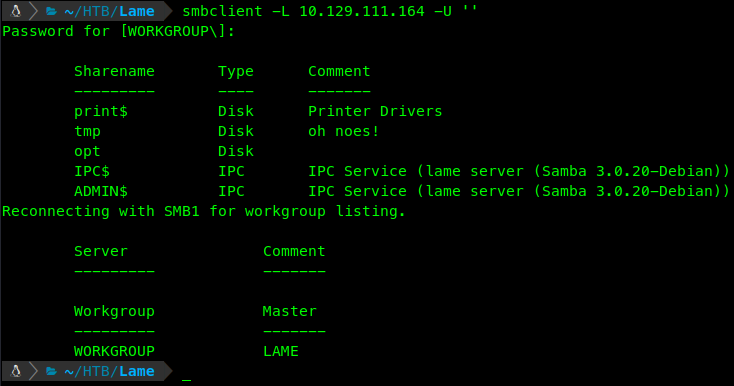 ~/HTB/Lame smbclient -L 10.129.111.164 -U ''
Password for [WORKGROUP\]:
Sharename Type Comment
--------- ---- -------
print$ Disk Printer Drivers
tmp Disk oh noes!
opt Disk
IPC$ IPC IPC Service (lame server (Samba 3.0.20-Debian))
ADMIN$ IPC IPC Service (lame server (Samba 3.0.20-Debian))
Reconnecting with SMB1 for workgroup listing.
Server Comment
--------- -------
Workgroup Master
--------- -------
WORKGROUP LAME
~/HTB/Lame _